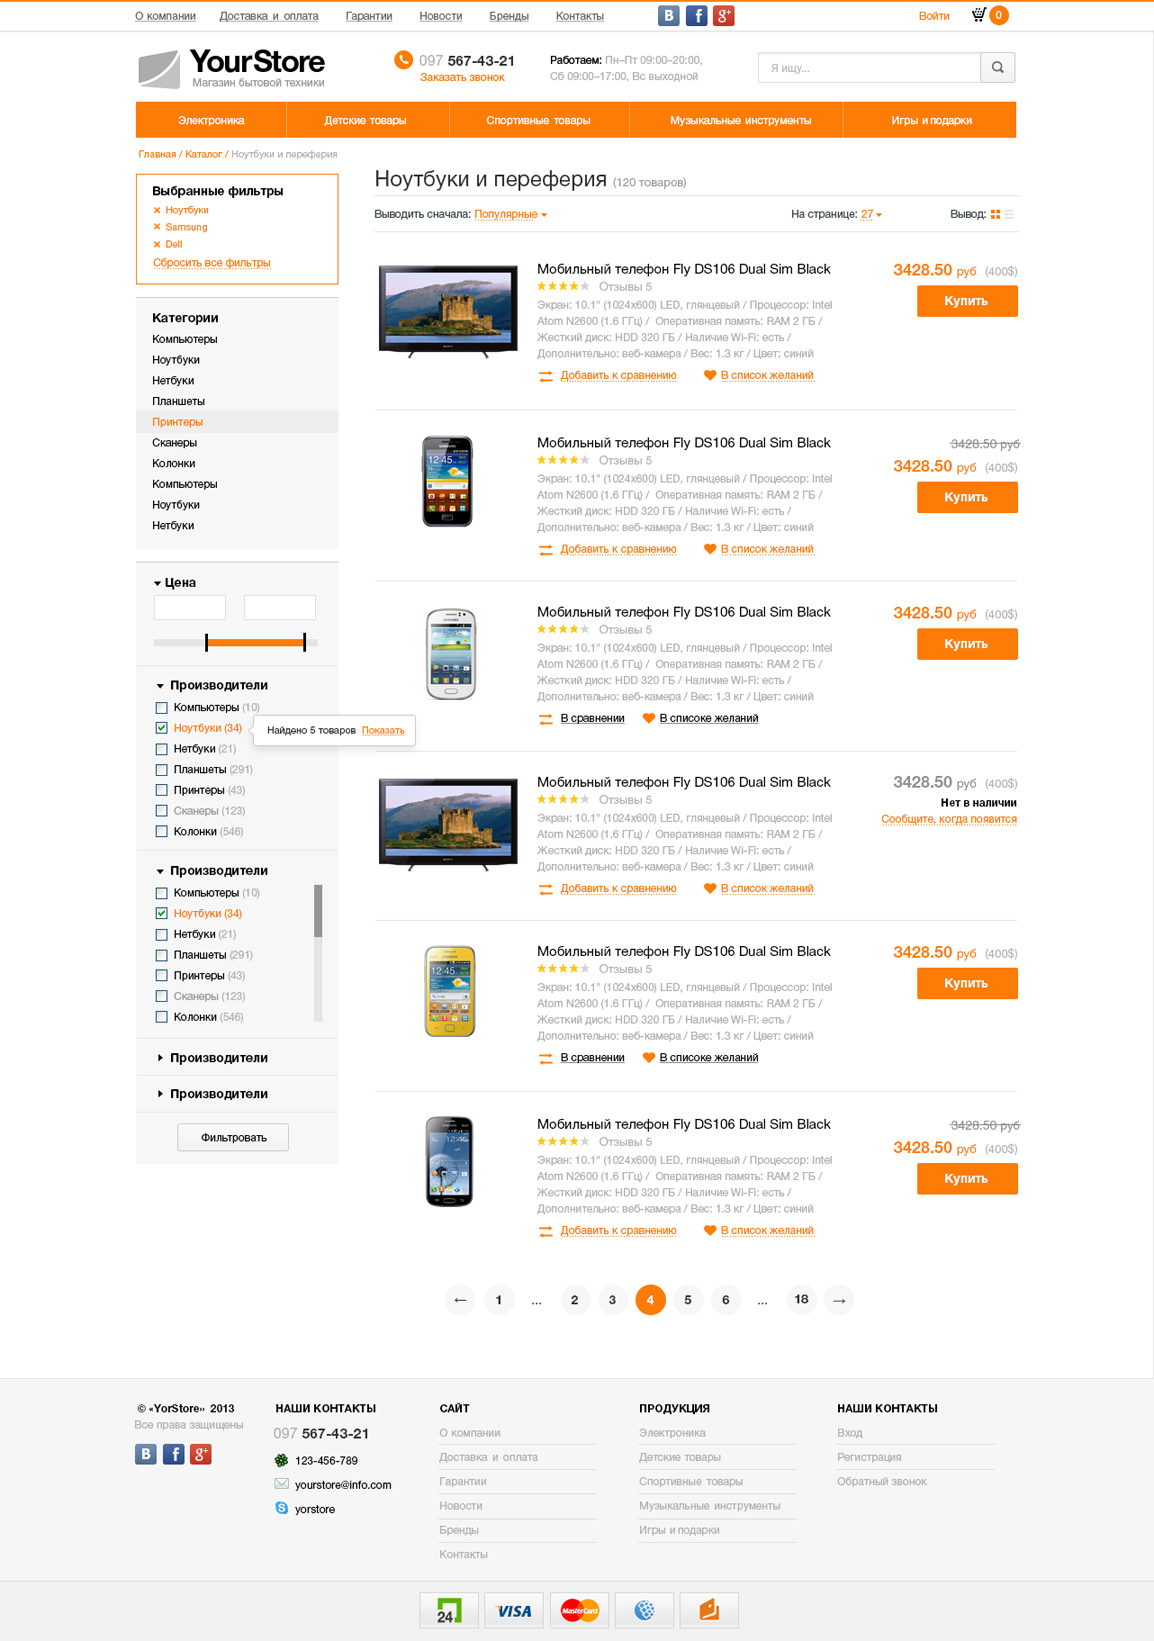 О компании Доставка и оплата Гарантии Новости Бренды Контакты B f g+ Войти 0
YourStore
Магазин бытовой техники
097 567-43-21
Заказать звонок
Работаем: Пн–Пт 09:00–20:00,
Сб 09:00–17:00, Вс выходной
Я ищу...
Электроника Детские товары Спортивные товары Музыкальные инструменты Игры и подарки
Главная / Каталог / Ноутбуки и переферия
Выбранные фильтры
Ноутбуки
Samsung
Dell
Сбросить все фильтры
Категории
Компьютеры
Ноутбуки
Нетбуки
Планшеты
Принтеры
Сканеры
Колонки
Компьютеры
Ноутбуки
Нетбуки
Цена
Производители
Компьютеры (10)
Ноутбуки (34)
Найдено 5 товаров Показать
Нетбуки (21)
Планшеты (291)
Принтеры (43)
Сканеры (123)
Колонки (546)
Производители
Компьютеры (10)
Ноутбуки (34)
Нетбуки (21)
Планшеты (291)
Принтеры (43)
Сканеры (123)
Колонки (546)
Производители
Производители
Фильтровать
Ноутбуки и переферия (120 товаров)
Выводить сначала: Популярные На странице: 27 Вывод:
Мобильный телефон Fly DS106 Dual Sim Black
Отзывы 5
Экран: 10.1" (1024x600) LED, глянцевый / Процессор: Intel
Atom N2600 (1.6 ГГц) / Оперативная память: RAM 2 ГБ /
Жесткий диск: HDD 320 ГБ / Наличие Wi-Fi: есть /
Дополнительно: веб-камера / Вес: 1.3 кг / Цвет: синий
Добавить к сравнению В список желаний
3428.50 руб (400$)
Купить
Мобильный телефон Fly DS106 Dual Sim Black
Отзывы 5
Экран: 10.1" (1024x600) LED, глянцевый / Процессор: Intel
Atom N2600 (1.6 ГГц) / Оперативная память: RAM 2 ГБ /
Жесткий диск: HDD 320 ГБ / Наличие Wi-Fi: есть /
Дополнительно: веб-камера / Вес: 1.3 кг / Цвет: синий
Добавить к сравнению В список желаний
3428.50 руб
3428.50 руб (400$)
Купить
Мобильный телефон Fly DS106 Dual Sim Black
Отзывы 5
Экран: 10.1" (1024x600) LED, глянцевый / Процессор: Intel
Atom N2600 (1.6 ГГц) / Оперативная память: RAM 2 ГБ /
Жесткий диск: HDD 320 ГБ / Наличие Wi-Fi: есть /
Дополнительно: веб-камера / Вес: 1.3 кг / Цвет: синий
В сравнении В списоке желаний
3428.50 руб (400$)
Купить
Мобильный телефон Fly DS106 Dual Sim Black
Отзывы 5
Экран: 10.1" (1024x600) LED, глянцевый / Процессор: Intel
Atom N2600 (1.6 ГГц) / Оперативная память: RAM 2 ГБ /
Жесткий диск: HDD 320 ГБ / Наличие Wi-Fi: есть /
Дополнительно: веб-камера / Вес: 1.3 кг / Цвет: синий
Добавить к сравнению В список желаний
3428.50 руб (400$)
Нет в наличии
Сообщите, когда появится
Мобильный телефон Fly DS106 Dual Sim Black
Отзывы 5
Экран: 10.1" (1024x600) LED, глянцевый / Процессор: Intel
Atom N2600 (1.6 ГГц) / Оперативная память: RAM 2 ГБ /
Жесткий диск: HDD 320 ГБ / Наличие Wi-Fi: есть /
Дополнительно: веб-камера / Вес: 1.3 кг / Цвет: синий
В сравнении В списоке желаний
3428.50 руб (400$)
Купить
Мобильный телефон Fly DS106 Dual Sim Black
Отзывы 5
Экран: 10.1" (1024x600) LED, глянцевый / Процессор: Intel
Atom N2600 (1.6 ГГц) / Оперативная память: RAM 2 ГБ /
Жесткий диск: HDD 320 ГБ / Наличие Wi-Fi: есть /
Дополнительно: веб-камера / Вес: 1.3 кг / Цвет: синий
Добавить к сравнению В список желаний
3428.50 руб
3428.50 руб (400$)
Купить
← 1 ... 2 3 4 5 6 ... 18 →
© «YorStore» 2013
Все права защищены
B f g+
НАШИ КОНТАКТЫ
097 567-43-21
123-456-789
yourstore@info.com
yorstore
САЙТ
О компании
Доставка и оплата
Гарантии
Новости
Бренды
Контакты
ПРОДУКЦИЯ
Электроника
Детские товары
Спортивные товары
Музыкальные инструменты
Игры и подарки
НАШИ КОНТАКТЫ
Вход
Регистрация
Обратный звонок
24 VISA MasterCard